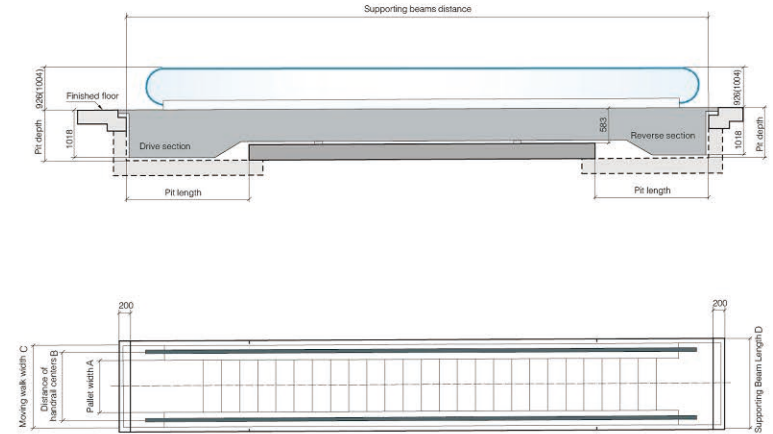 Supporting beams distance
926(1004)
Finished floor
Pit depth
1018
Drive section
583
Reverse section
926(1004)
1018
Pit depth
Pit length
Pit length
200
200
Moving walk width C
Distance of
handrail centers B
Pallet width A
Supporting Beam Length D